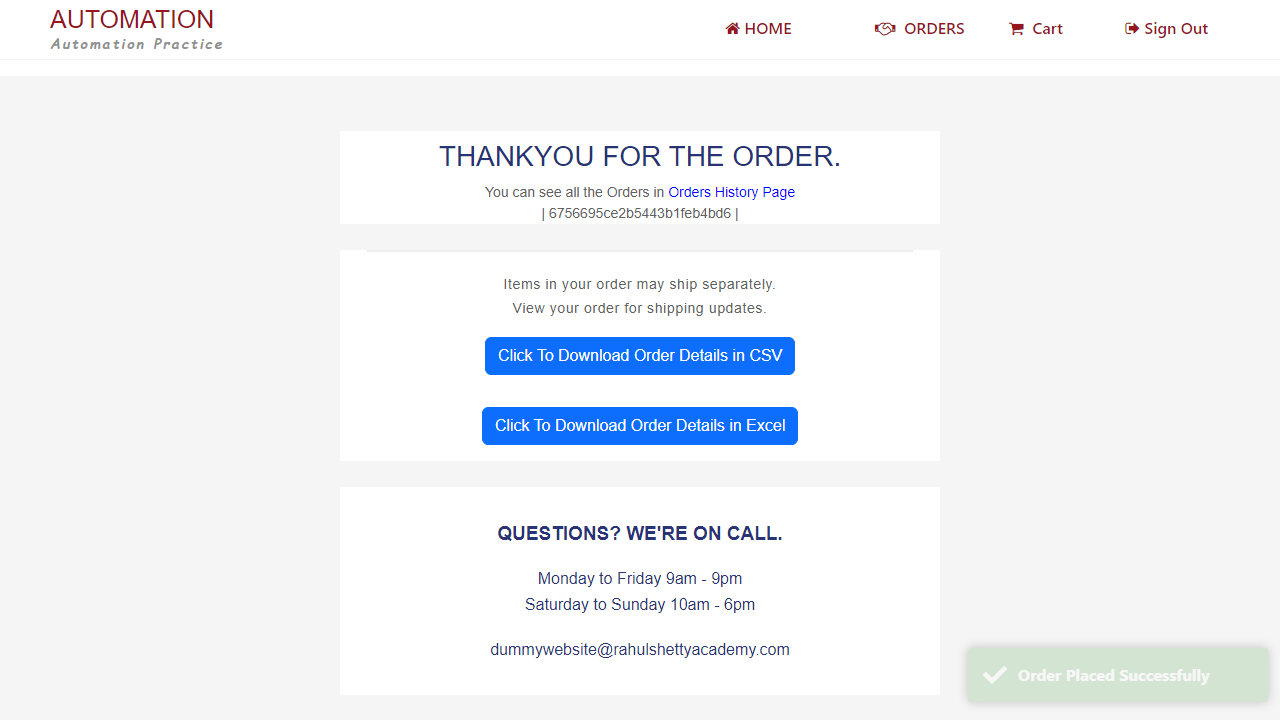 AUTOMATION
Automation Practice
HOME
ORDERS
Cart
Sign Out
THANKYOU FOR THE ORDER.
You can see all the Orders in Orders History Page
| 6756695ce2b5443b1feb4bd6 |
Items in your order may ship separately.
View your order for shipping updates.
Click To Download Order Details in CSV
Click To Download Order Details in Excel
QUESTIONS? WE'RE ON CALL.
Monday to Friday 9am - 9pm
Saturday to Sunday 10am - 6pm
dummywebsite@rahulshettyacademy.com
Order Placed Successfully